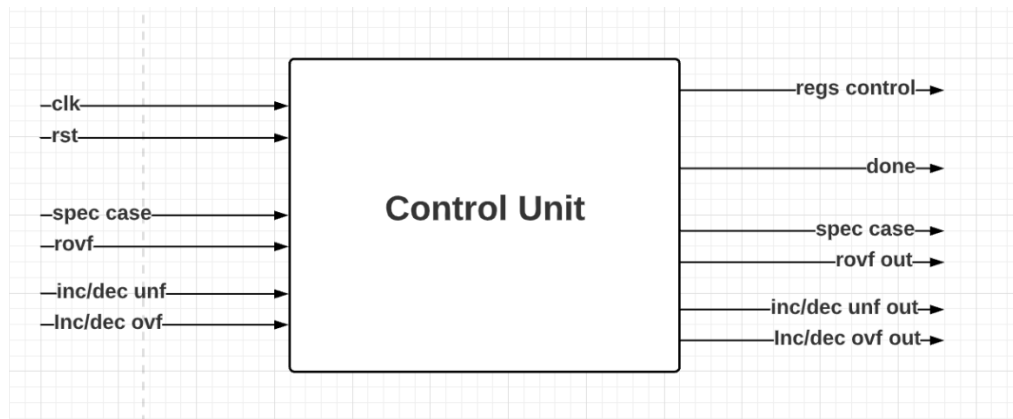 clk
rst
spec case
rovf
inc/dec unf
Inc/dec ovf
Control Unit
regs control
done
spec case
rovf out
inc/dec unf out
Inc/dec ovf out